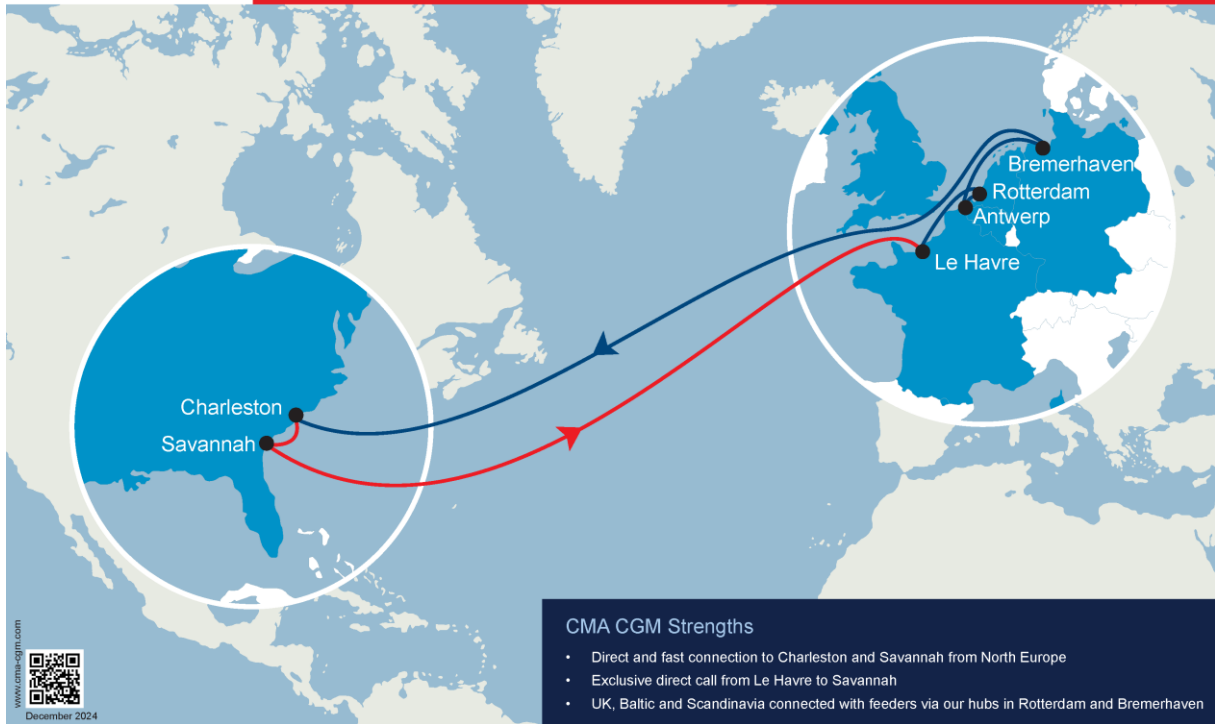 Bremerhaven
Rotterdam
Antwerp
Le Havre
Charleston
Savannah
CMA CGM Strengths
• Direct and fast connection to Charleston and Savannah from North Europe
• Exclusive direct call from Le Havre to Savannah
• UK, Baltic and Scandinavia connected with feeders via our hubs in Rotterdam and Bremerhaven
www.cma-cgm.com
December 2024